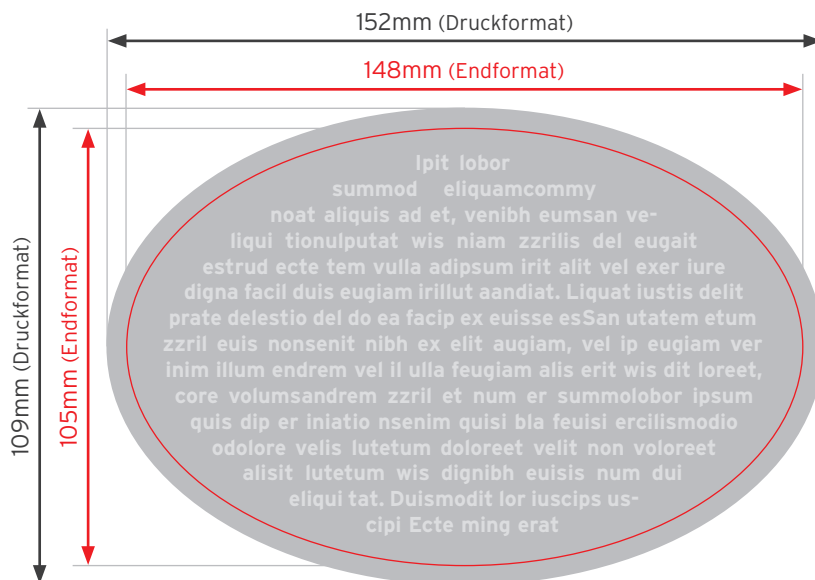 152mm (Druckformat)
148mm (Endformat)
109mm (Druckformat)
105mm (Endformat)
Ipit lobor
summod eliquamcommy
noat aliquis ad et, venibh eumsan ve-
liqui tionulputat wis niam zzrilis del eugait
estrud ecte tem vulla adipsum irit alit vel exer iure
digna facil duis eugiam irillut aandiat. Liquat iustis delit
prate delestio del do ea facip ex euisse esSan utatem etum
zzril euis nonsenit nibh ex elit augiam, vel ip eugiam ver
inim illum endrem vel il ulla feugiam alis erit wis dit loreet,
core volumsandrem zzril et num er summolobor ipsum
quis dip er iniatio nsenim quisi bla feuisi ercilismodio
odolore velis lutetum doloreet velit non voloreet
alisit lutetum wis dignibh euisis num dui
eliqui tat. Duismodit lor iuscips us-
cipi Ecte ming erat